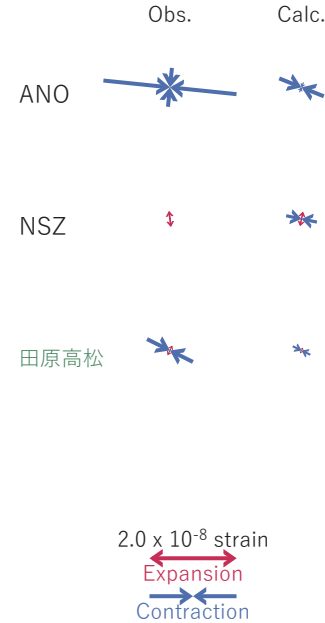 Obs. Calc.
ANO
NSZ
田原高松
2.0 x 10⁻⁸ strain
Expansion
Contraction